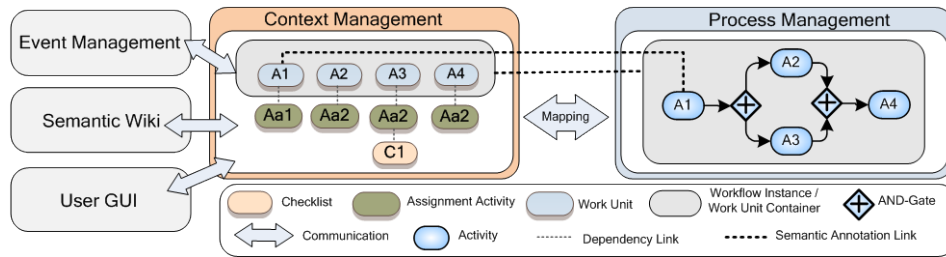 Context Management
Process Management
Event Management
Semantic Wiki
User GUI
A1
A2
A3
A4
Aa1
Aa2
Aa2
Aa2
C1
Mapping
A1
A2
A3
A4
Checklist
Assignment Activity
Work Unit
Workflow Instance /
Work Unit Container
AND-Gate
Communication
Activity
Dependency Link
Semantic Annotation Link